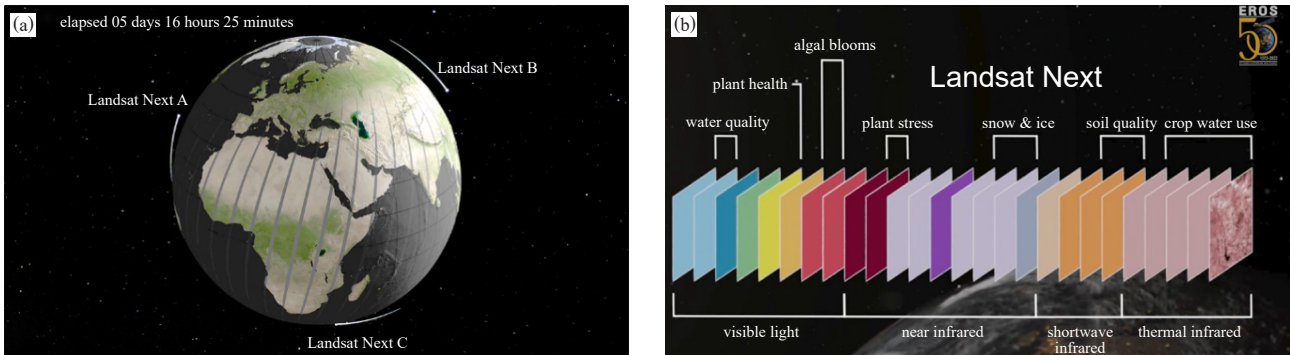 (a)
elapsed 05 days 16 hours 25 minutes
Landsat Next B
Landsat Next A
Landsat Next C
(b)
EROS
50
algal blooms
Landsat Next
plant health
water quality
plant stress
snow & ice
soil quality
crop water use
visible light
near infrared
shortwave
infrared
thermal infrared